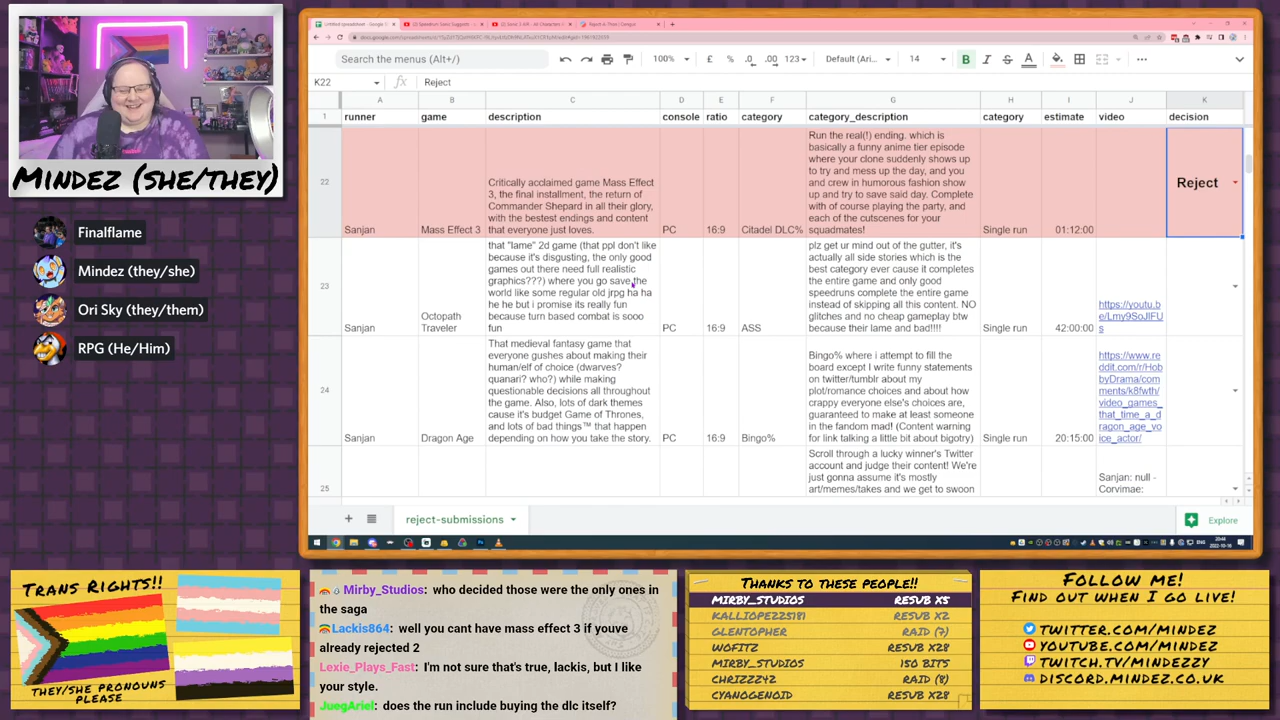 MINDEZ (SHE/THEY)
Finalflame
Mindez (they/she)
Ori Sky (they/them)
RPG (He/Him)
Search the menus (Alt+/)
100%
£
%
.0
.00
123
Default (Ari...
14
B
I
S
A
K22
fx
Reject
A B C D E F G H I J K
1 runner game description console ratio category category_description category estimate video decision
22
Sanjan
Mass Effect 3
Critically acclaimed game Mass Effect
3, the final installment, the return of
Commander Shepard in all their glory,
with the bestest endings and content
that everyone just loves.
PC
16:9
Citadel DLC%
Run the real(!) ending. which is
basically a funny anime tier episode
where your clone suddenly shows up
to try and mess up the day, and you
and crew in humorous fashion show
up and try to save said day. Complete
with of course playing the party, and
each of the cutscenes for your
squadmates!
Single run
01:12:00
Reject
23
Sanjan
Octopath
Traveler
that "lame" 2d game (that ppl don't like
because it's disgusting, the only good
games out there need full realistic
graphics???) where you go save the
world like some regular old jrpg ha ha
he he but i promise its really fun
because turn based combat is sooo
fun
PC
16:9
ASS
plz get ur mind out of the gutter, it's
actually all side stories which is the
best category ever cause it completes
the entire game and only good
speedruns complete the entire game
instead of skipping all this content. NO
glitches and no cheap gameplay btw
because their lame and bad!!!!
Single run
42:00:00
https://youtu.b
e/Lmy9SoJIFU
s
24
Sanjan
Dragon Age
That medieval fantasy game that
everyone gushes about making their
human/elf of choice (dwarves?
quanari? who?) while making
questionable decisions all throughout
the game. Also, lots of dark themes
cause it's budget Game of Thrones,
and lots of bad things™ that happen
depending on how you take the story.
PC
16:9
Bingo%
Bingo% where i attempt to fill the
board except I write funny statements
on twitter/tumblr about my
plot/romance choices and about how
crappy everyone else's choices are,
guaranteed to make at least someone
in the fandom mad! (Content warning
for link talking a little bit about bigotry)
Single run
20:15:00
https://www.re
ddit.com/r/Hob
byDrama/com
ments/k8fwth/
video_games_
that_time_a_d
ragon_age_vo
ice_actor/
25
Scroll through a lucky winner's Twitter
account and judge their content! We're
just gonna assume it's mostly
art/memes/takes and we get to swoon
Sanjan: null -
Corvimae:
reject-submissions
Explore
20:46
2022-10-16
TRANS RIGHTS!!
THEY/SHE PRONOUNS
PLEASE
Mirby_Studios: who decided those were the only ones in
the saga
Lackis864: well you cant have mass effect 3 if youve
already rejected 2
Lexie_Plays_Fast: I'm not sure that's true, lackis, but I like
your style.
JuegAriel: does the run include buying the dlc itself?
THANKS TO THESE PEOPLE!!
MIRBY_STUDIOS RESUB X5
KALLIOPEZZS181 RESUB X2
GLENTOPHER RAID (7)
WOFITZ RESUB X28
MIRBY_STUDIOS 150 BITS
CHRIZZZ42 RAID (8)
CYANOGENOID RESUB X28
FOLLOW ME!
FIND OUT WHEN I GO LIVE!
TWITTER.COM/MINDEZ
YOUTUBE.COM/MINDEZ
TWITCH.TV/MINDEZZY
DISCORD.MINDEZ.CO.UK